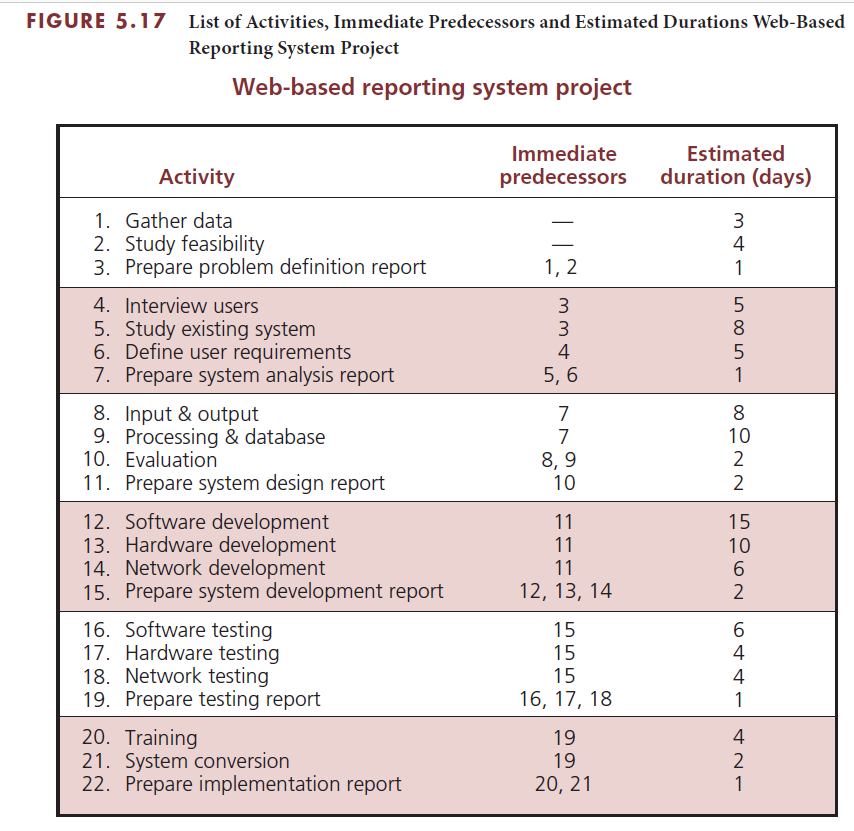 FIGURE 5.17 List of Activities, Immediate Predecessors and Estimated Durations Web-Based
Reporting System Project
Web-based reporting system project
Activity Immediate predecessors Estimated duration (days)
1. Gather data — 3
2. Study feasibility — 4
3. Prepare problem definition report 1, 2 1
4. Interview users 3 5
5. Study existing system 3 8
6. Define user requirements 4 5
7. Prepare system analysis report 5, 6 1
8. Input & output 7 8
9. Processing & database 7 10
10. Evaluation 8, 9 2
11. Prepare system design report 10 2
12. Software development 11 15
13. Hardware development 11 10
14. Network development 11 6
15. Prepare system development report 12, 13, 14 2
16. Software testing 15 6
17. Hardware testing 15 4
18. Network testing 15 4
19. Prepare testing report 16, 17, 18 1
20. Training 19 4
21. System conversion 19 2
22. Prepare implementation report 20, 21 1